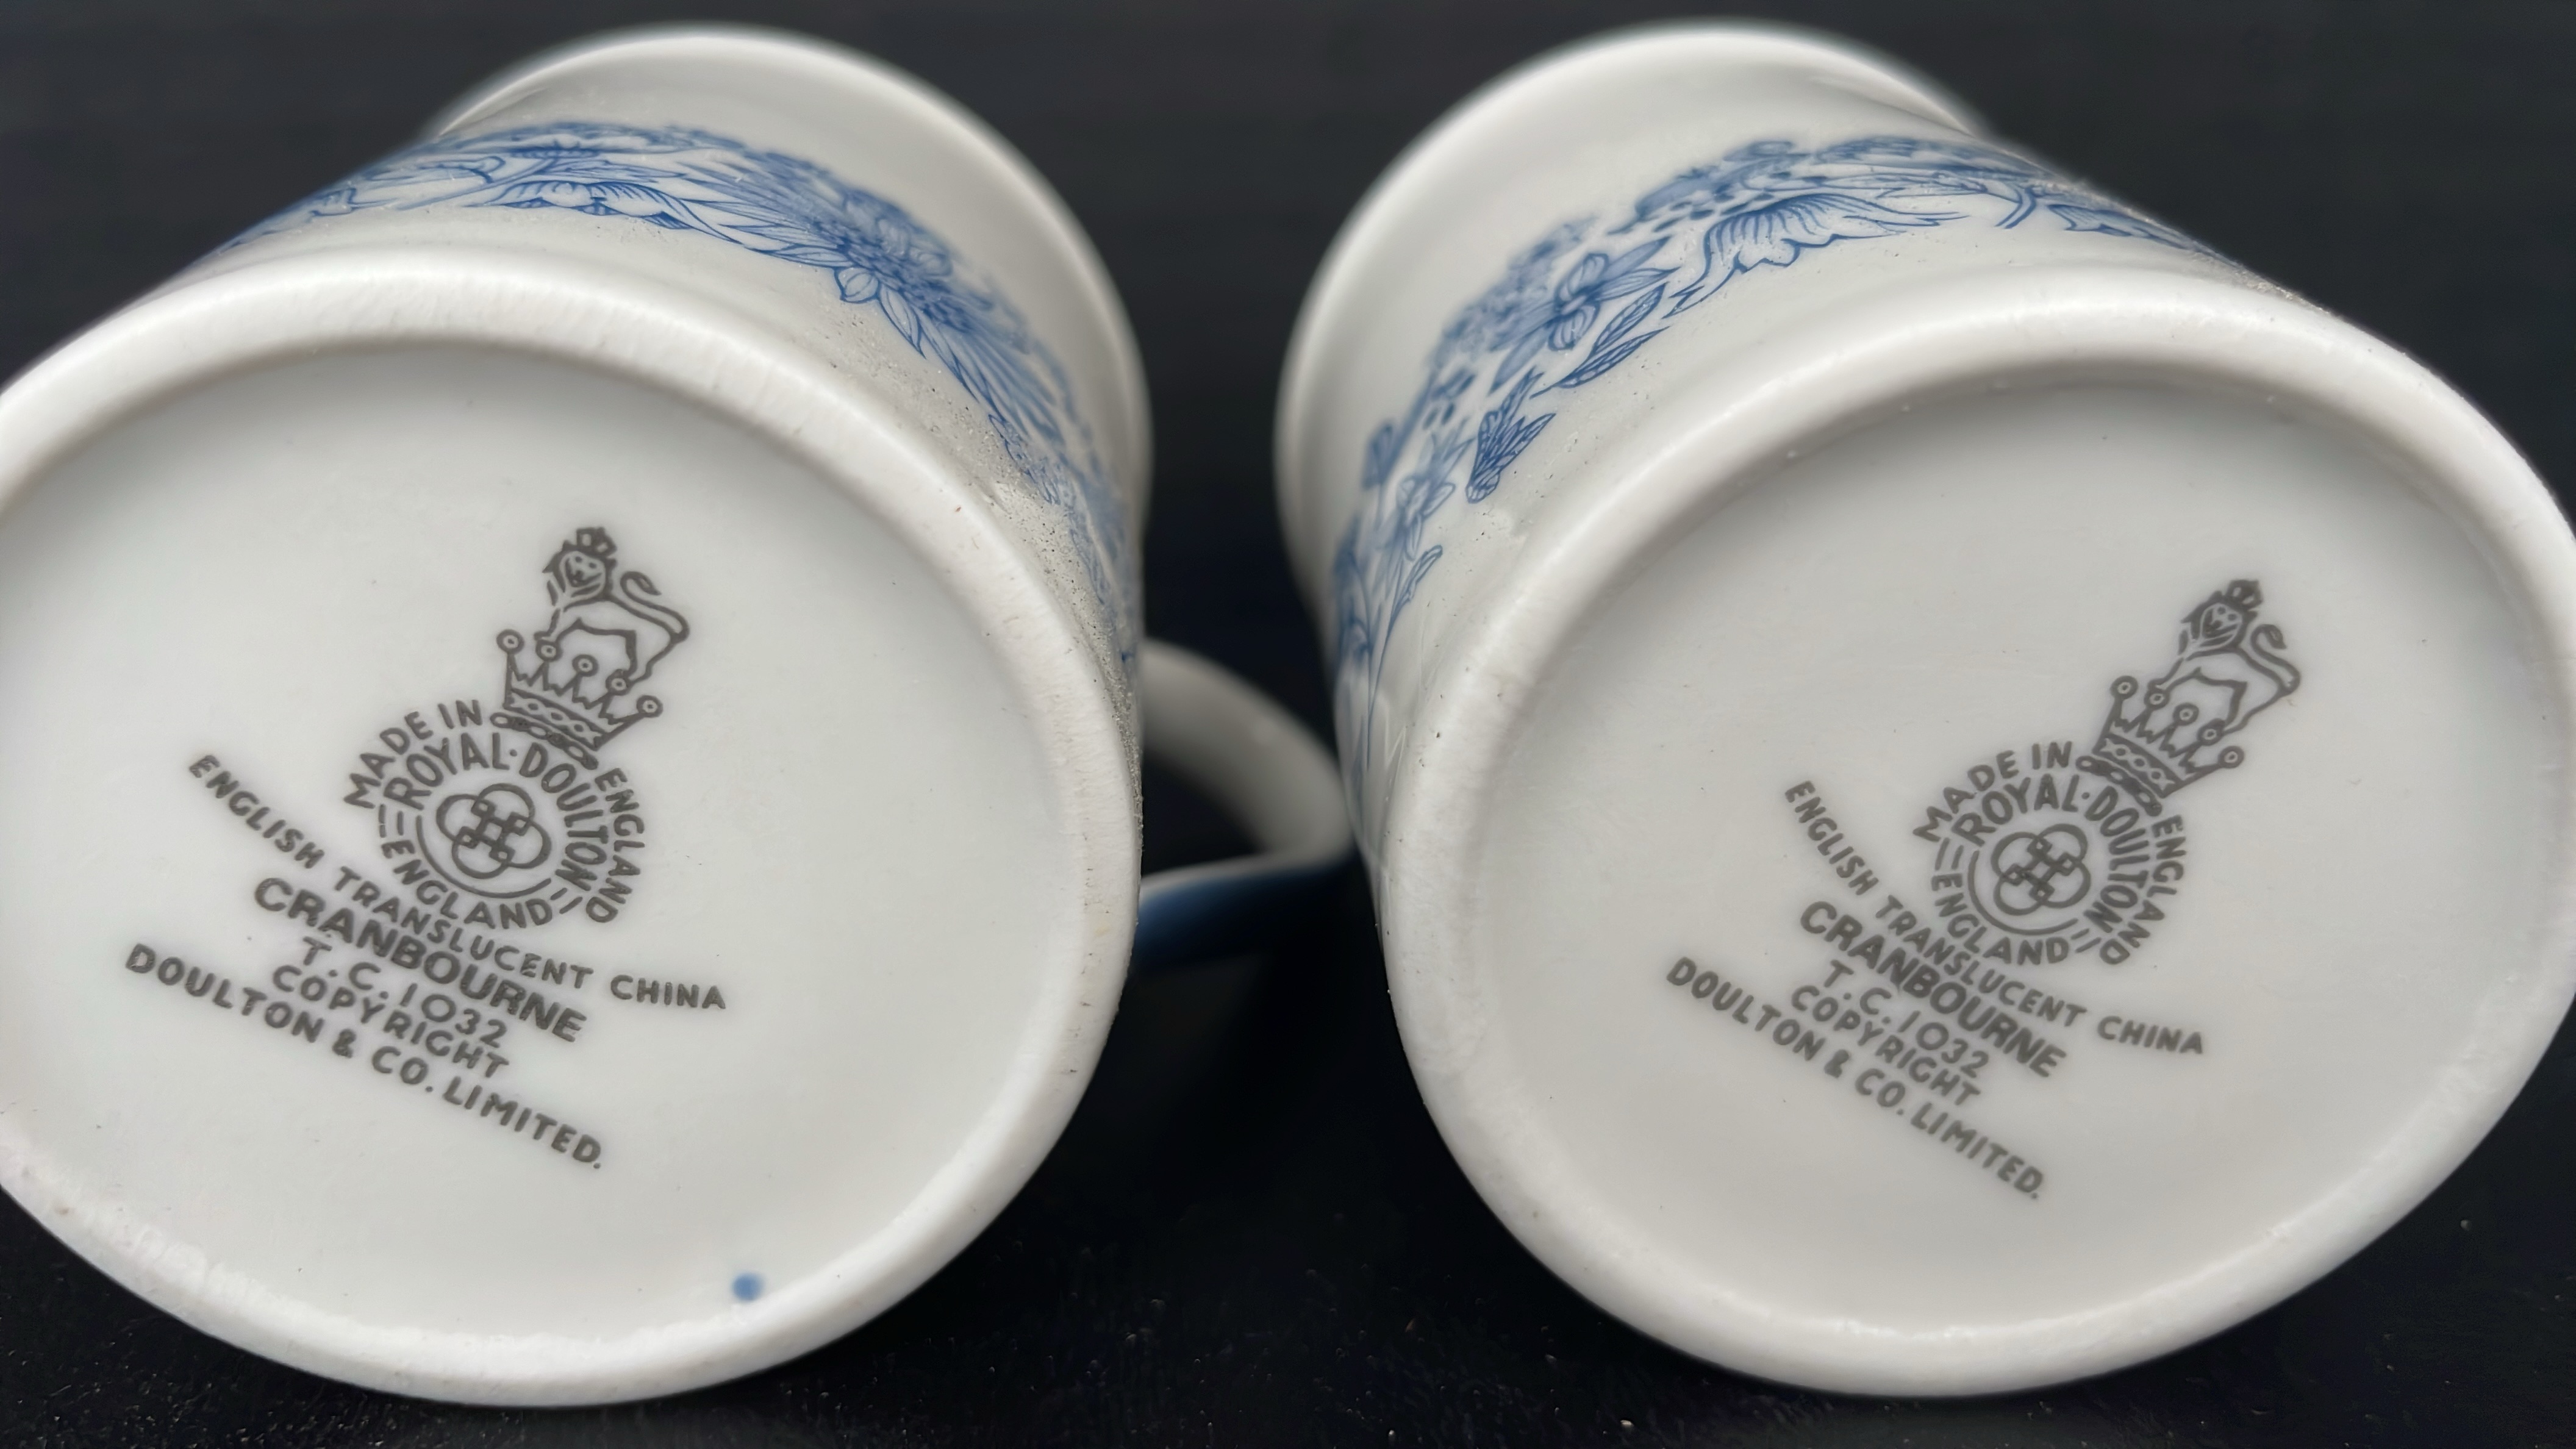 MADE IN ENGLAND
ROYAL·DOULTON
ENGLAND
ENGLISH TRANSLUCENT CHINA
CRANBOURNE
T.C.1032
COPYRIGHT
DOULTON & CO. LIMITED.
MADE IN ENGLAND
ROYAL·DOULTON
ENGLAND
ENGLISH TRANSLUCENT CHINA
CRANBOURNE
T.C.1032
COPYRIGHT
DOULTON & CO. LIMITED.